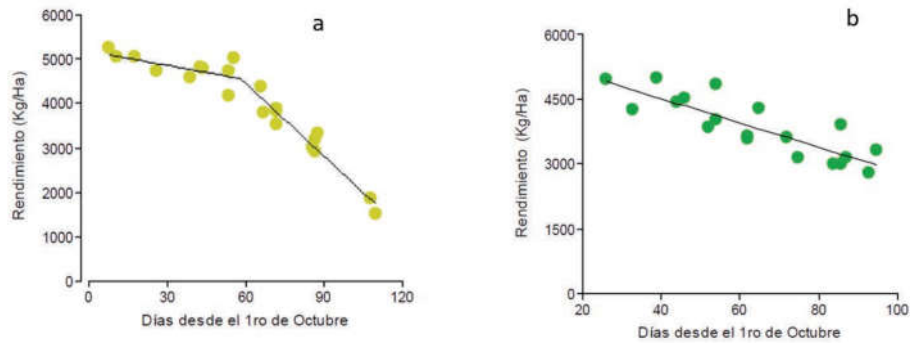 a
6000
5000
4000
3000
2000
1000
0
Rendimiento (Kg/Ha)
0 30 60 90 120
Días desde el 1ro de Octubre
b
6000
4500
3000
1500
0
Rendimiento (Kg/Ha)
20 40 60 80 100
Días desde el 1ro de Octubre